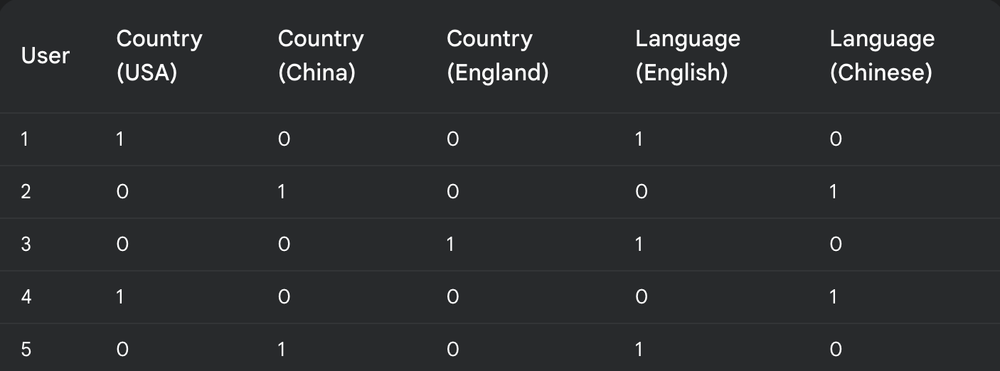 User Country (USA) Country (China) Country (England) Language (English) Language (Chinese)
1 1 0 0 1 0
2 0 1 0 0 1
3 0 0 1 1 0
4 1 0 0 0 1
5 0 1 0 1 0